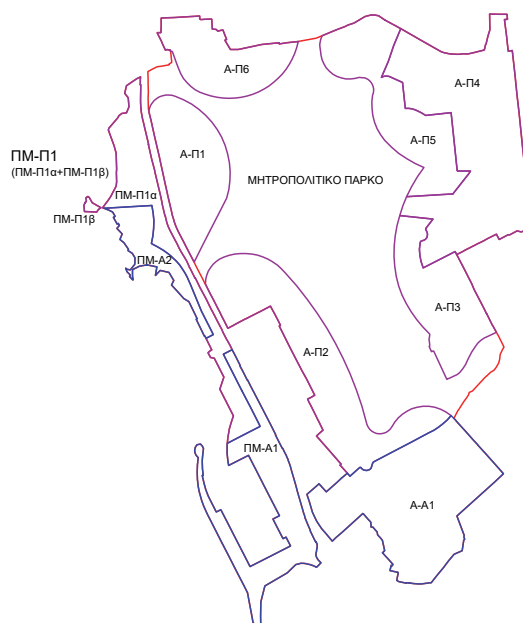 Α-Π6
Α-Π4
Α-Π5
Α-Π1
ΠΜ-Π1
(ΠΜ-Π1α+ΠΜ-Π1β)
ΜΗΤΡΟΠΟΛΙΤΙΚΟ ΠΑΡΚΟ
ΠΜ-Π1α
ΠΜ-Π1β
ΠΜ-Α2
Α-Π3
Α-Π2
ΠΜ-Α1
Α-Α1